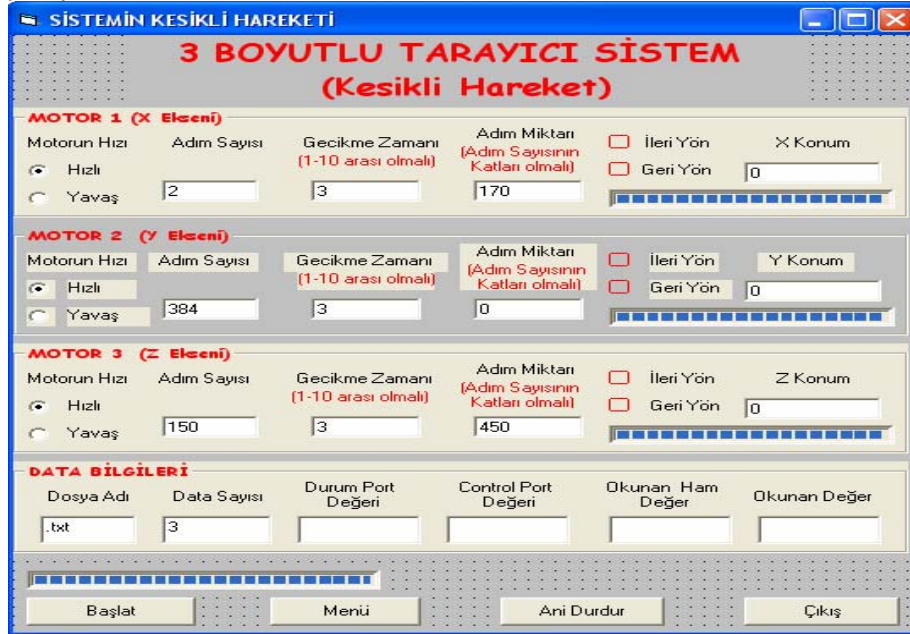 SİSTEMİN KESİKLİ HAREKETİ
3 BOYUTLU TARAYICI SİSTEM
(Kesikli Hareket)
MOTOR 1 (X Ekseni)
Motorun Hızı
Adım Sayısı
Gecikme Zamanı
(1-10 arası olmalı)
Adım Miktarı
(Adım Sayısının
Katları olmalı)
İleri Yön
X Konum
Hızlı
Geri Yön
Yavaş
2
3
170
0
MOTOR 2 (Y Ekseni)
Motorun Hızı
Adım Sayısı
Gecikme Zamanı
(1-10 arası olmalı)
Adım Miktarı
(Adım Sayısının
Katları olmalı)
İleri Yön
Y Konum
Hızlı
Geri Yön
Yavaş
384
3
0
0
MOTOR 3 (Z Ekseni)
Motorun Hızı
Adım Sayısı
Gecikme Zamanı
(1-10 arası olmalı)
Adım Miktarı
(Adım Sayısının
Katları olmalı)
İleri Yön
Z Konum
Hızlı
Geri Yön
Yavaş
150
3
450
0
DATA BİLGİLERİ
Dosya Adı
Data Sayısı
Durum Port
Değeri
Control Port
Değeri
Okunan Ham
Değer
Okunan Değer
.txt
3
Başlat
Menü
Ani Durdur
Çıkış